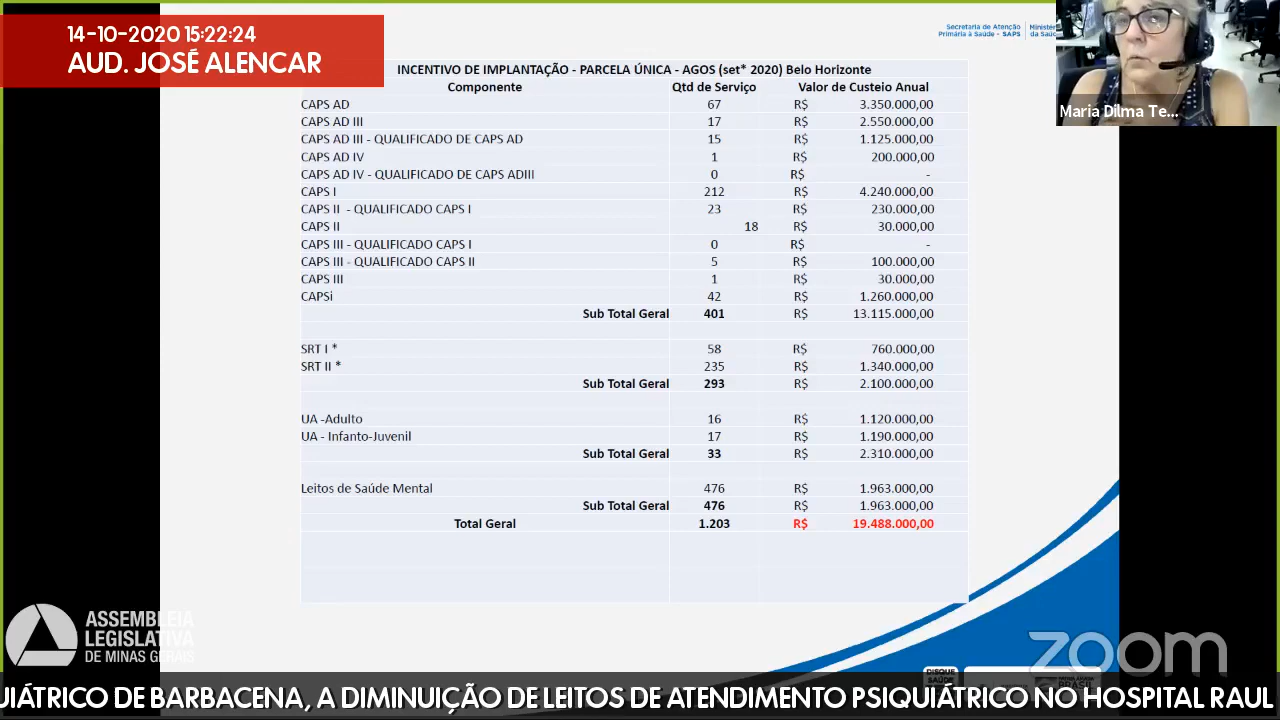 14-10-2020 15:22:24
AUD. JOSÉ ALENCAR
Secretaria de Atenção
Primária à Saúde - SAPS
Ministér
da Saú
Maria Dilma Te...
INCENTIVO DE IMPLANTAÇÃO - PARCELA ÚNICA - AGOS (set* 2020) Belo Horizonte
Componente Qtd de Serviço Valor de Custeio Anual
CAPS AD 67 R$ 3.350.000,00
CAPS AD III 17 R$ 2.550.000,00
CAPS AD III - QUALIFICADO DE CAPS AD 15 R$ 1.125.000,00
CAPS AD IV 1 R$ 200.000,00
CAPS AD IV - QUALIFICADO DE CAPS ADIII 0 R$ -
CAPS I 212 R$ 4.240.000,00
CAPS II - QUALIFICADO CAPS I 23 R$ 230.000,00
CAPS II 18 R$ 30.000,00
CAPS III - QUALIFICADO CAPS I 0 R$ -
CAPS III - QUALIFICADO CAPS II 5 R$ 100.000,00
CAPS III 1 R$ 30.000,00
CAPSi 42 R$ 1.260.000,00
Sub Total Geral 401 R$ 13.115.000,00
SRT I * 58 R$ 760.000,00
SRT II * 235 R$ 1.340.000,00
Sub Total Geral 293 R$ 2.100.000,00
UA -Adulto 16 R$ 1.120.000,00
UA - Infanto-Juvenil 17 R$ 1.190.000,00
Sub Total Geral 33 R$ 2.310.000,00
Leitos de Saúde Mental 476 R$ 1.963.000,00
Sub Total Geral 476 R$ 1.963.000,00
Total Geral 1.203 R$ 19.488.000,00
ASSEMBLEIA
LEGISLATIVA
DE MINAS GERAIS
zoom
DISQUE
SAÚDE
BRASIL
UIÁTRICO DE BARBACENA, A DIMINUIÇÃO DE LEITOS DE ATENDIMENTO PSIQUIÁTRICO NO HOSPITAL RAUL